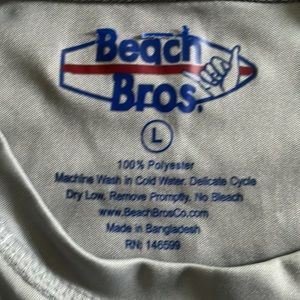 Beach
Bros.
L
100% Polyester
Machine Wash in Cold Water. Delicate Cycle
Dry Low, Remove Promptly. No Bleach
www.BeachBrosCo.com
Made in Bangladesh
RN: 146599